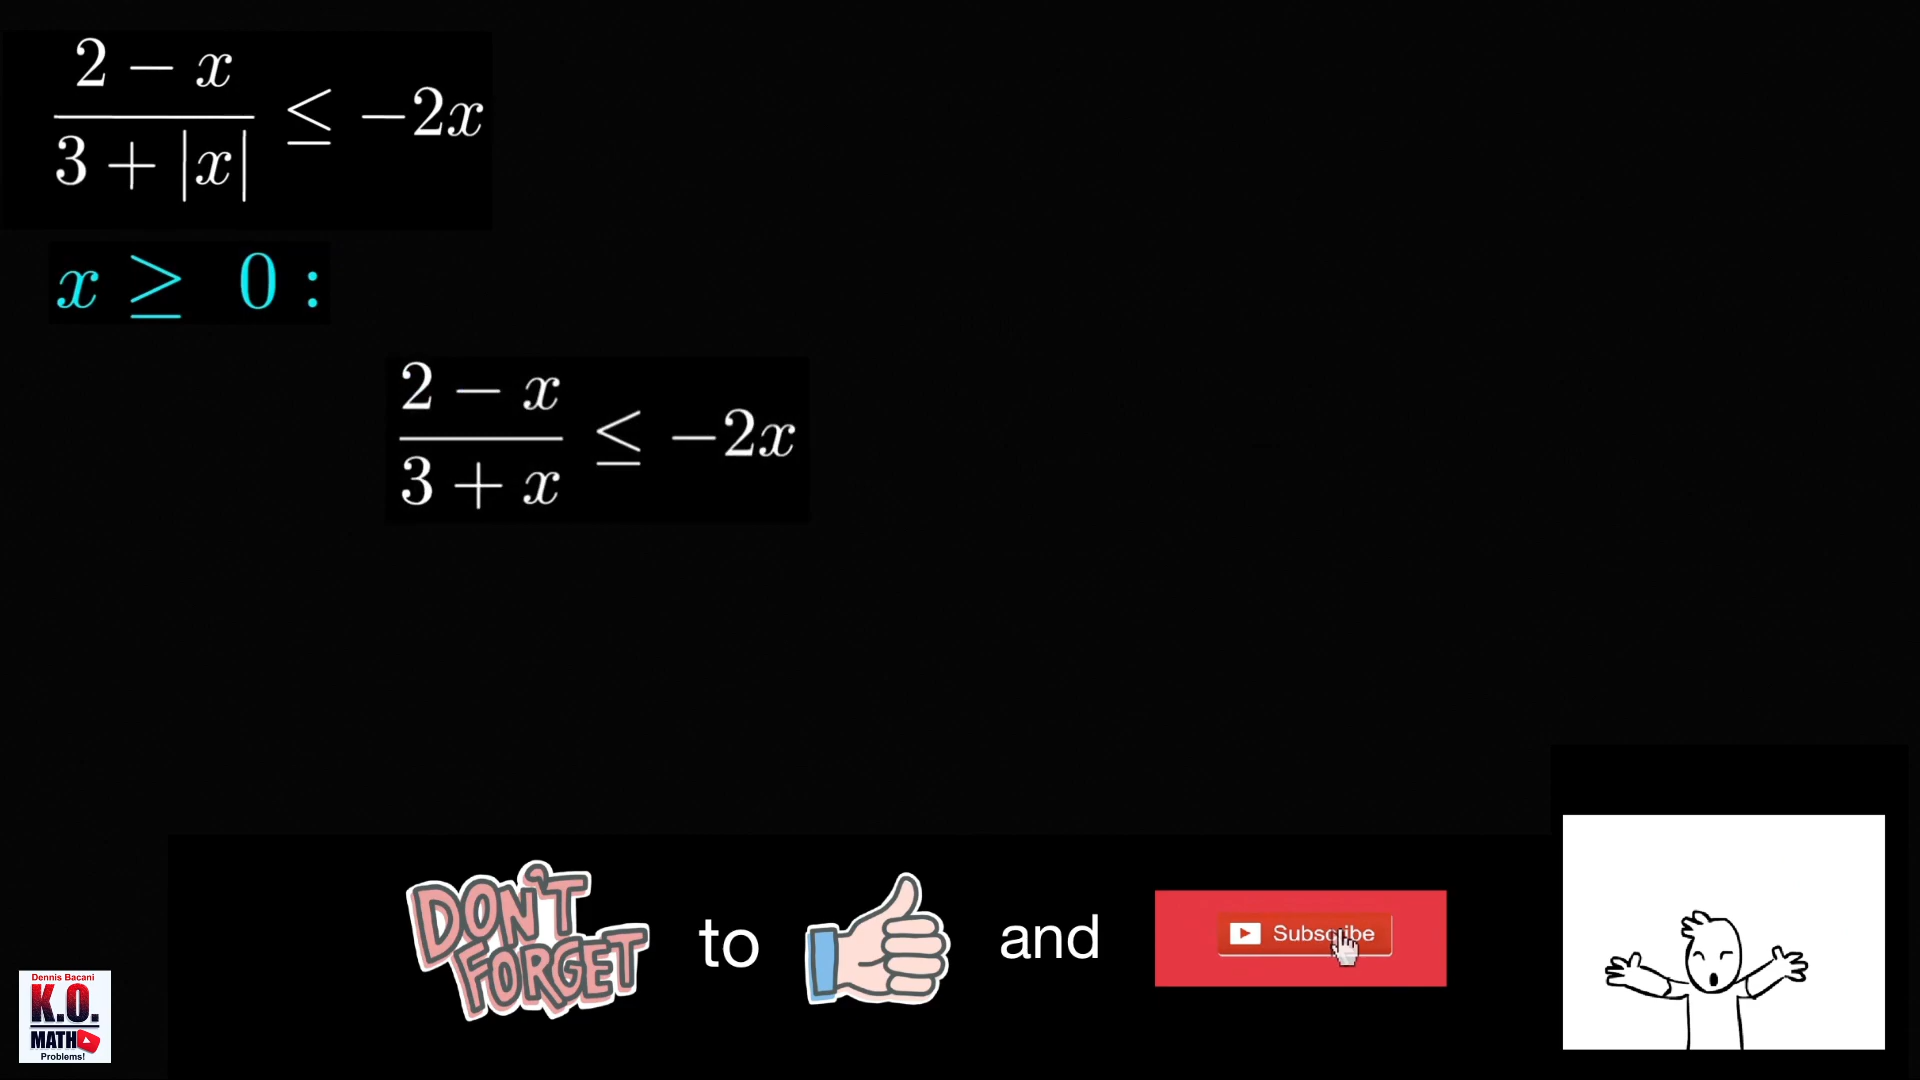 2 − x
3 + |x|
≤ −2x
x ≥ 0 :
2 − x
3 + x
≤ −2x
DON'T
FORGET
to
and
Subscribe
Dennis Bacani
K.O.
MATH
Problems!